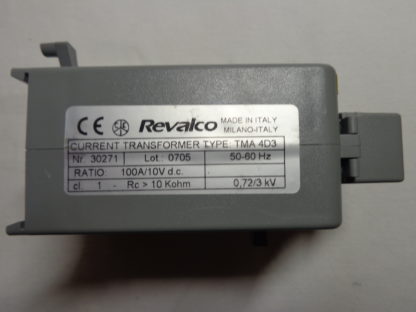 CE Revalco MADE IN ITALY
MILANO-ITALY
CURRENT TRANSFORMER TYPE: TMA 4D3
Nr. 30271 Lot: 0705 50-60 Hz
RATIO: 100A/10V d.c.
cl. 1 - Rc > 10 Kohm 0,72/3 kV